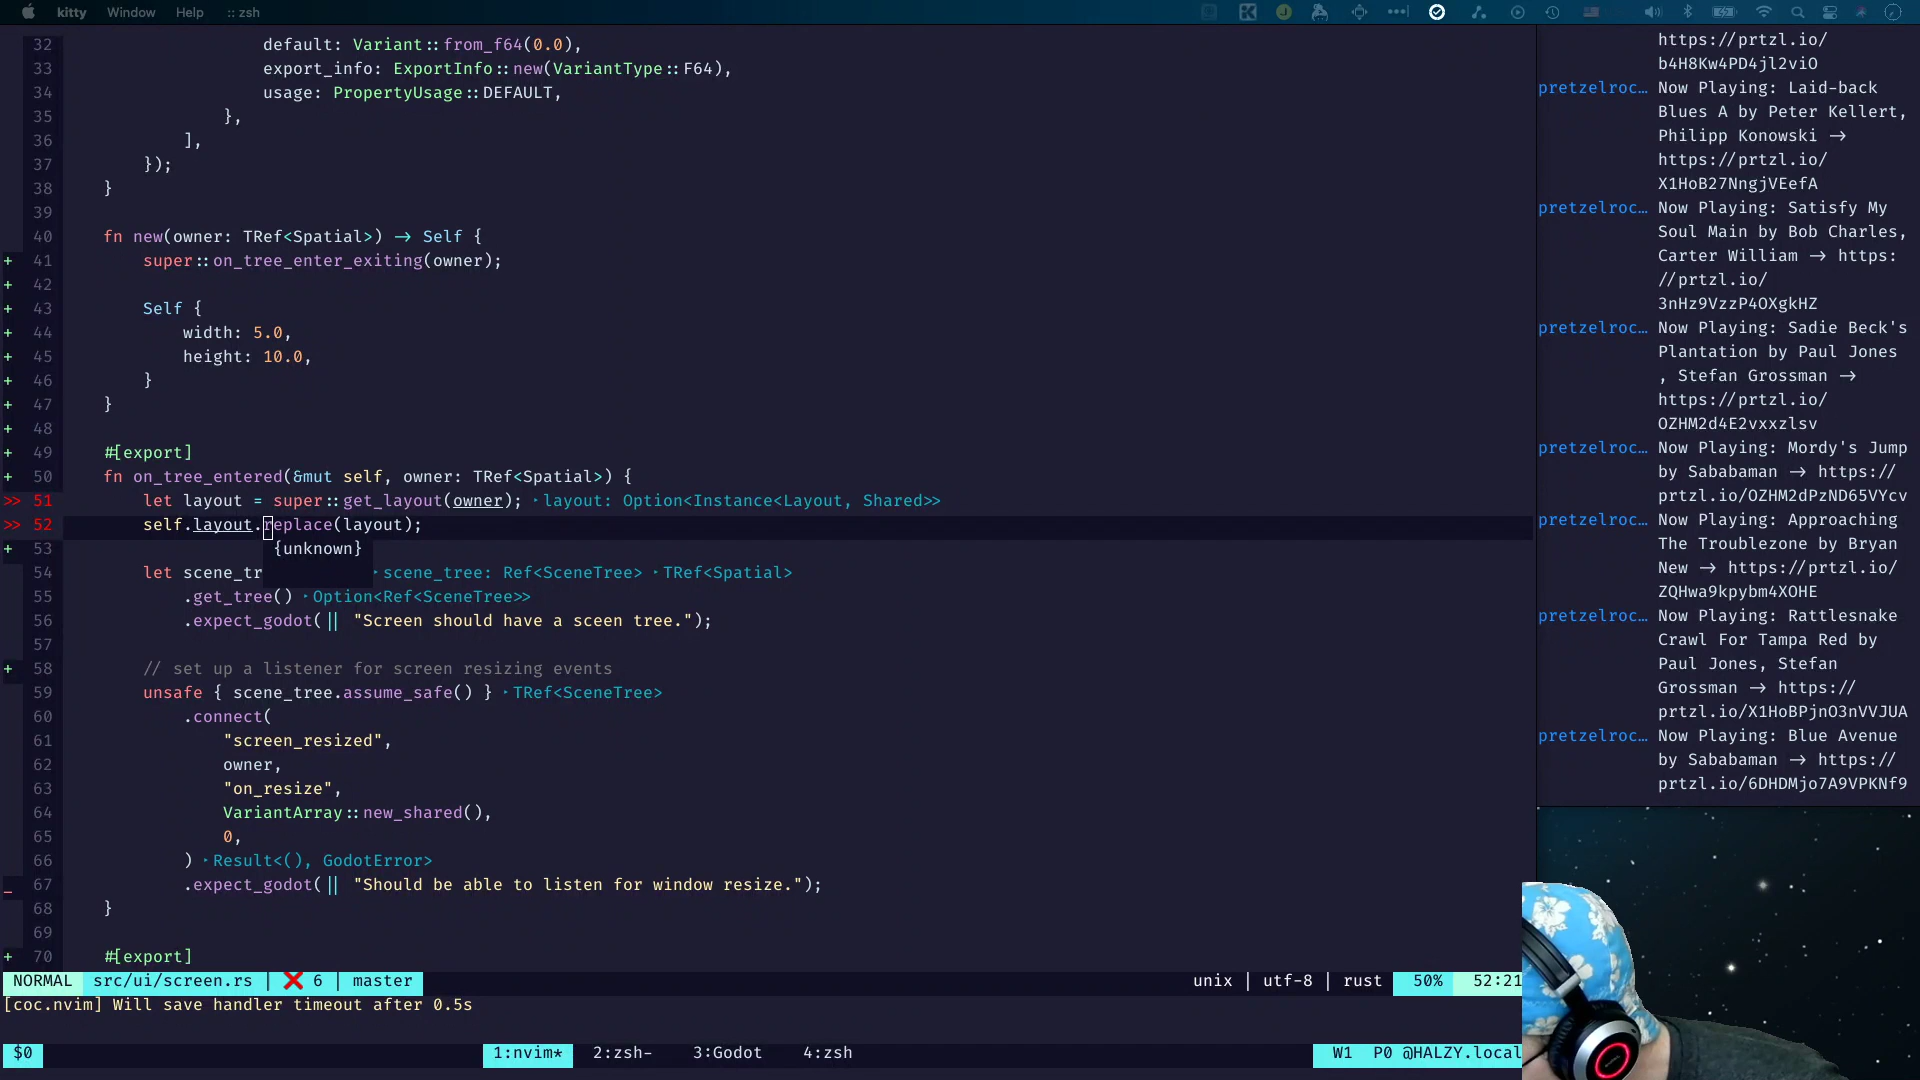 kitty Window Help :: zsh
32 default: Variant::from_f64(0.0),
33 export_info: ExportInfo::new(VariantType::F64),
34 usage: PropertyUsage::DEFAULT,
35 },
36 ],
37 });
38 }
39
40 fn new(owner: TRef<Spatial>) -> Self {
+ 41 super::on_tree_enter_exiting(owner);
+ 42
+ 43 Self {
+ 44 width: 5.0,
+ 45 height: 10.0,
+ 46 }
+ 47 }
+ 48
+ 49 #[export]
+ 50 fn on_tree_entered(&mut self, owner: TRef<Spatial>) {
>> 51 let layout = super::get_layout(owner); ‣layout: Option<Instance<Layout, Shared>>
>> 52 self.layout.replace(layout);
+ 53 {unknown}
54 let scene_tr ‣scene_tree: Ref<SceneTree> ‣TRef<Spatial>
55 .get_tree() ‣Option<Ref<SceneTree>>
56 .expect_godot(|| "Screen should have a sceen tree.");
57
+ 58 // set up a listener for screen resizing events
59 unsafe { scene_tree.assume_safe() } ‣TRef<SceneTree>
60 .connect(
61 "screen_resized",
62 owner,
63 "on_resize",
64 VariantArray::new_shared(),
65 0,
66 ) ‣Result<(), GodotError>
_ 67 .expect_godot(|| "Should be able to listen for window resize.");
68 }
69
+ 70 #[export]
NORMAL src/ui/screen.rs | ❌ 6 | master unix | utf-8 | rust 50% 52:21
[coc.nvim] Will save handler timeout after 0.5s
$0 1:nvim* 2:zsh- 3:Godot 4:zsh W1 P0 @HALZY.local
https://prtzl.io/
b4H8Kw4PD4jl2viO
pretzelroc… Now Playing: Laid-back
Blues A by Peter Kellert,
Philipp Konowski ->
https://prtzl.io/
X1HoB27NngjVEefA
pretzelroc… Now Playing: Satisfy My
Soul Main by Bob Charles,
Carter William -> https:
//prtzl.io/
3nHz9VzzP4OXgkHZ
pretzelroc… Now Playing: Sadie Beck's
Plantation by Paul Jones
, Stefan Grossman ->
https://prtzl.io/
OZHM2d4E2vxxzlsv
pretzelroc… Now Playing: Mordy's Jump
by Sababaman -> https://
prtzl.io/OZHM2dPzND65VYcv
pretzelroc… Now Playing: Approaching
The Troublezone by Bryan
New -> https://prtzl.io/
ZQHwa9kpybm4XOHE
pretzelroc… Now Playing: Rattlesnake
Crawl For Tampa Red by
Paul Jones, Stefan
Grossman -> https://
prtzl.io/X1HoBPjnO3nVVJUA
pretzelroc… Now Playing: Blue Avenue
by Sababaman -> https://
prtzl.io/6DHDMjo7A9VPKNf9